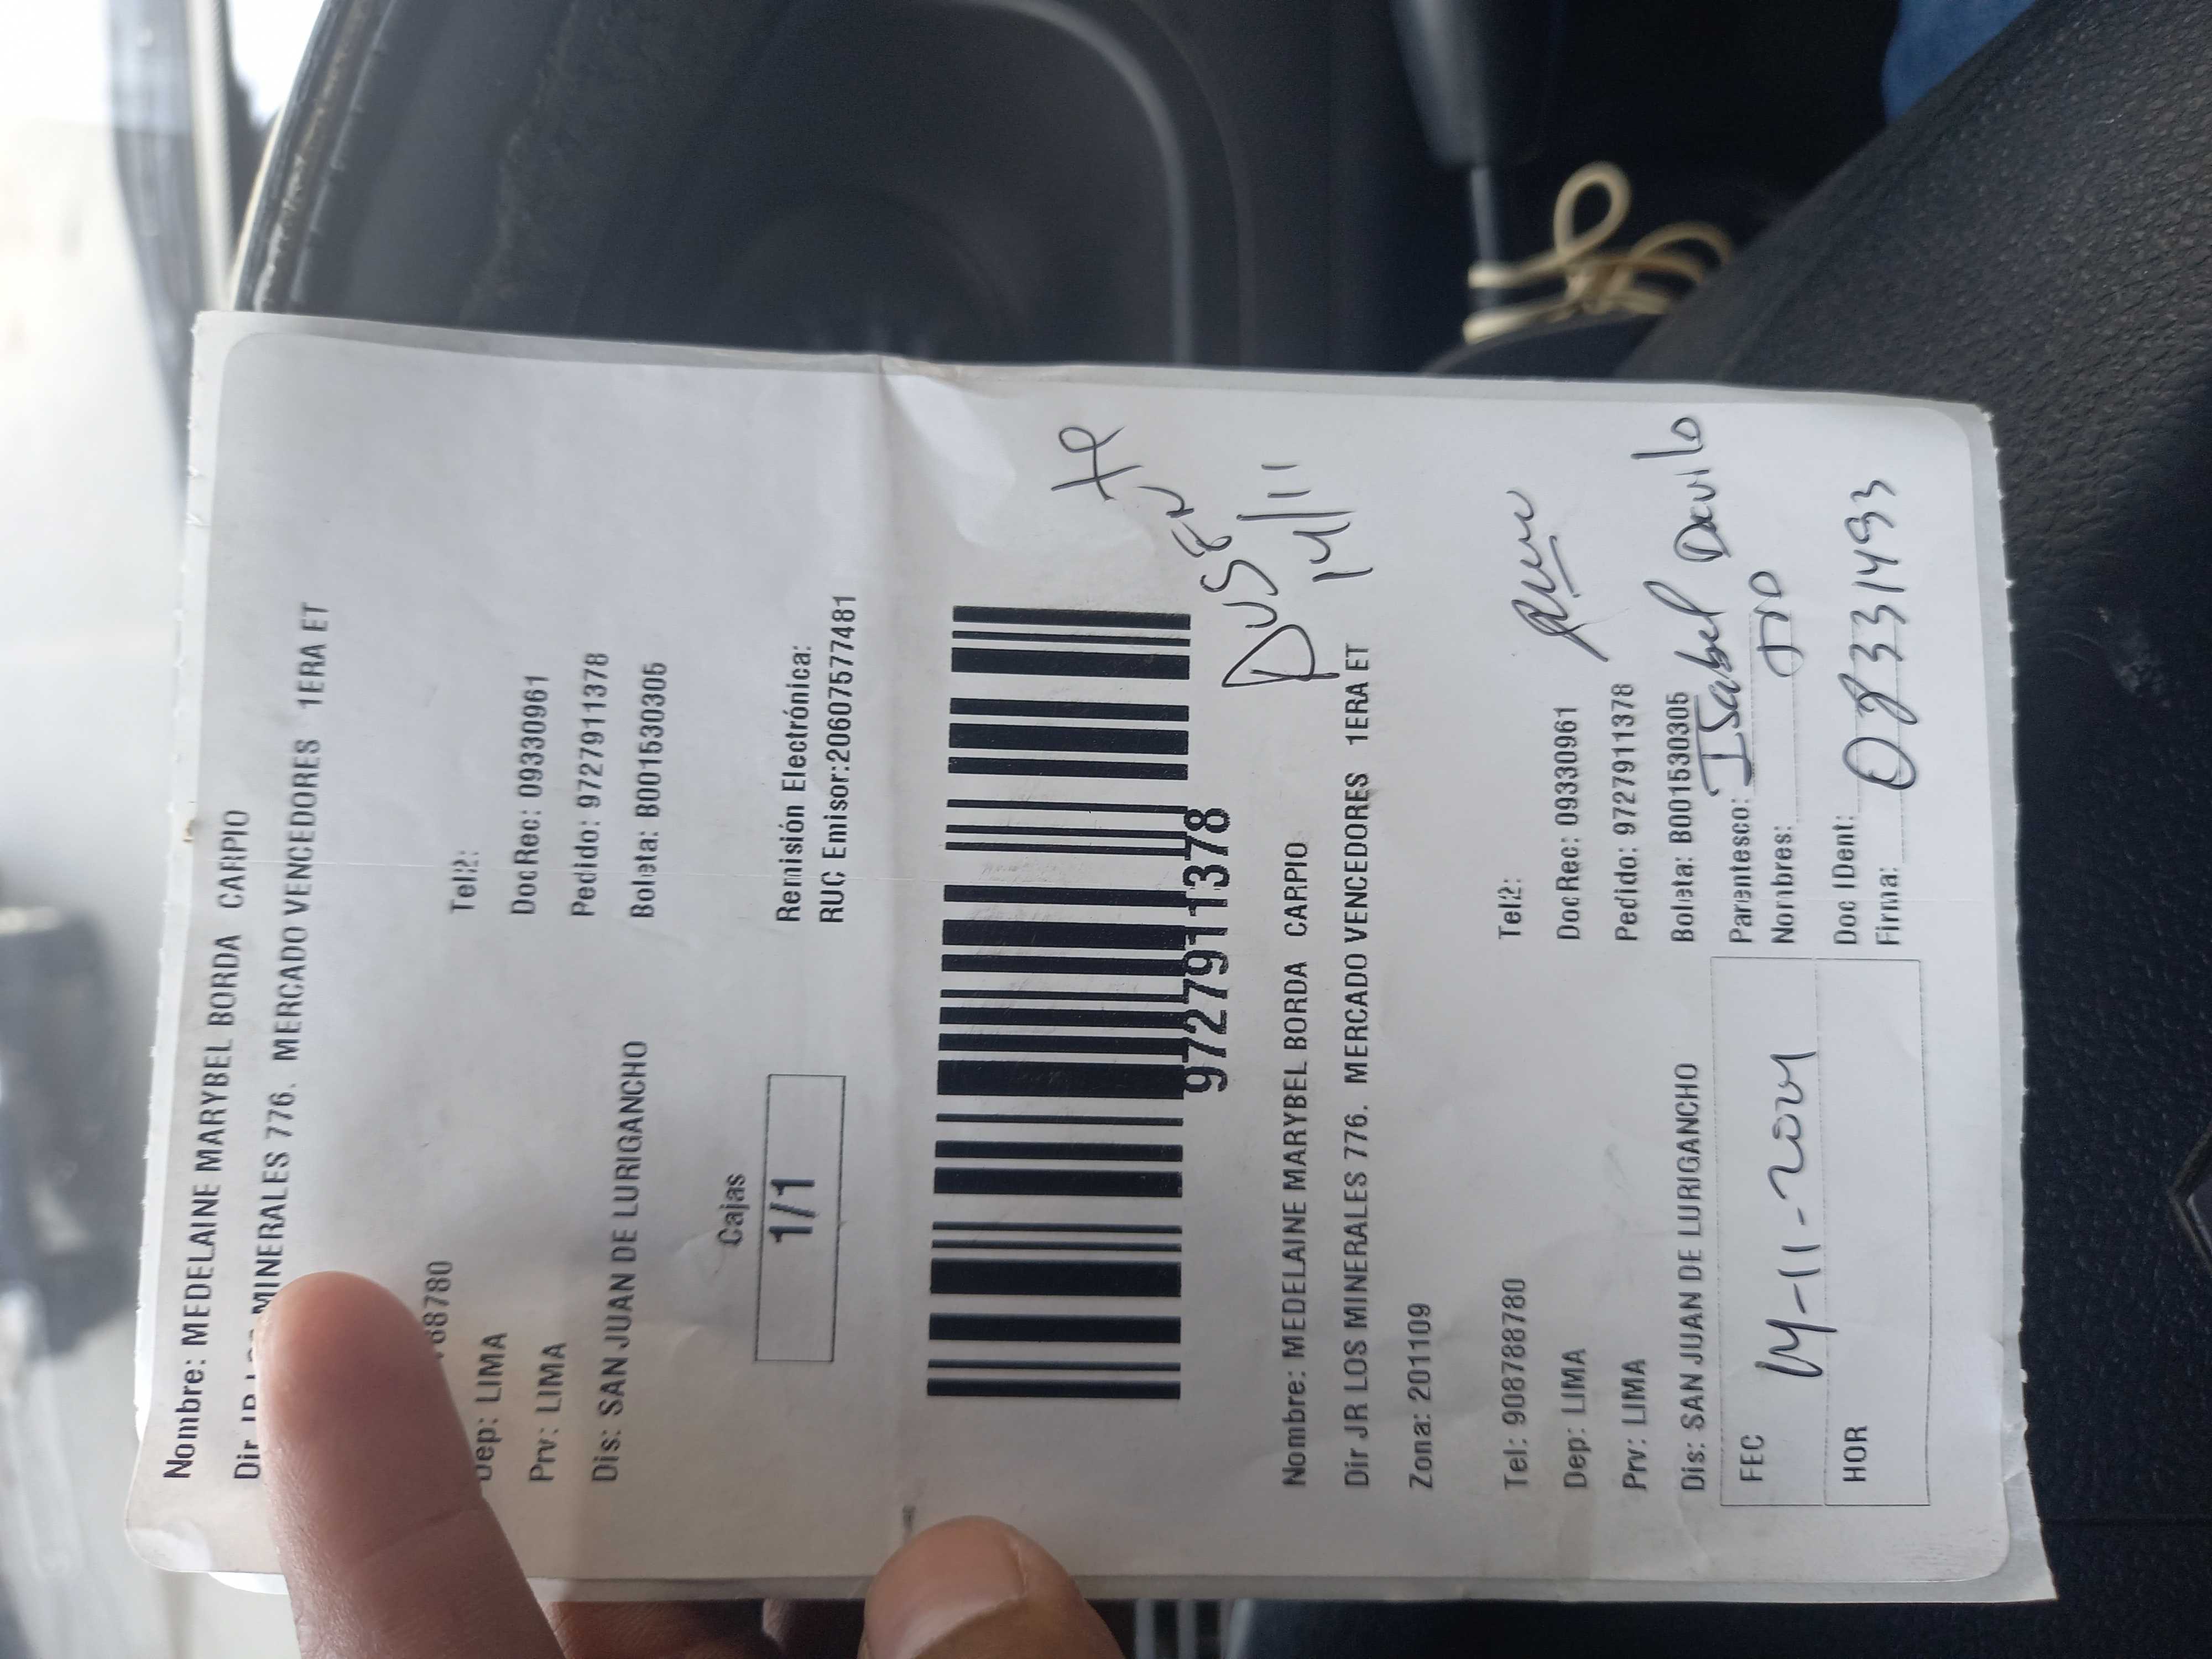 Nombre: MEDELAINE MARYBEL BORDA CARPIO
Dir MINERALES 776. MERCADO VENCEDORES 1ERA ET
88780 Tel2:
Dep: LIMA DocRec: 09330961
Prv: LIMA Pedido: 9727911378
Dis: SAN JUAN DE LURIGANCHO Boleta: B001530305
Cajas
1/1
Remisión Electrónica:
RUC Emisor:20607577481
9727911378
14/11
Nombre: MEDELAINE MARYBEL BORDA CARPIO
Dir JR LOS MINERALES 776. MERCADO VENCEDORES 1ERA ET
Zona: 201109
Tel: 908788780 Tel2:
Dep: LIMA DocRec: 09330961
Prv: LIMA Pedido: 9727911378
Dis: SAN JUAN DE LURIGANCHO Boleta: B001530305
FEC 14-11-2024
HOR
Parentesco: Isabel Davila
Nombres:
Doc IDent: 08331493
Firma: